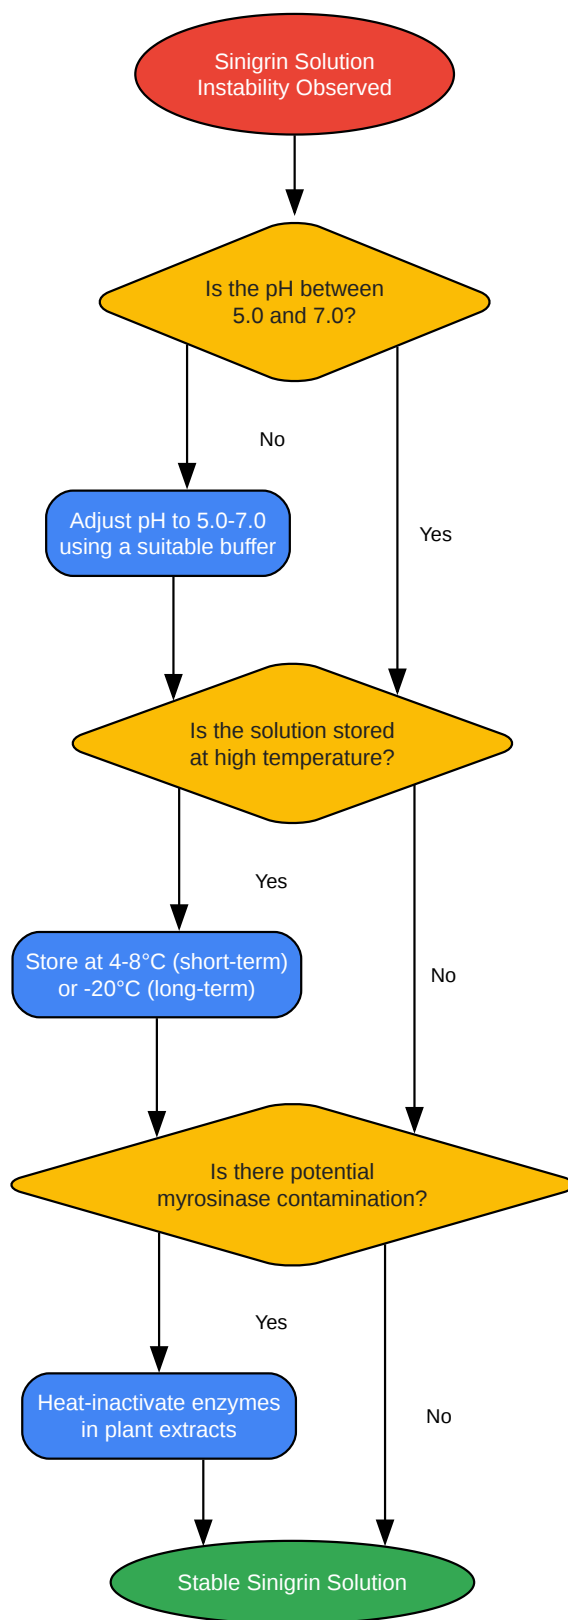 Sinigrin Solution
Instability Observed
Is the pH between
5.0 and 7.0?
No
Adjust pH to 5.0-7.0
using a suitable buffer
Yes
Is the solution stored
at high temperature?
Yes
Store at 4-8°C (short-term)
or -20°C (long-term)
No
Is there potential
myrosinase contamination?
Yes
Heat-inactivate enzymes
in plant extracts
No
Stable Sinigrin Solution